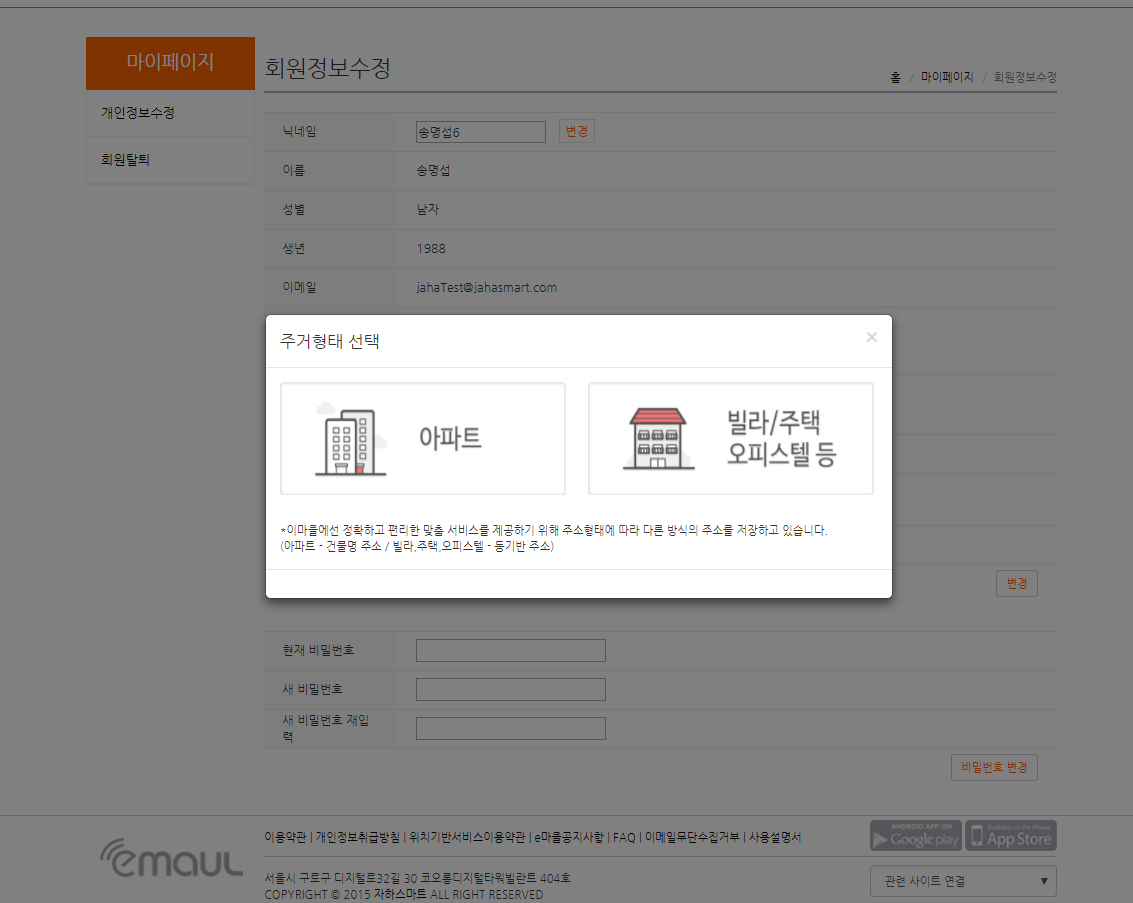 마이페이지
개인정보수정
회원탈퇴
회원정보수정
홈 / 마이페이지 / 회원정보수정
닉네임 송명섭6 변경
이름 송명섭
성별 남자
생년 1988
이메일 jahaTest@jahasmart.com
주거형태 선택 ×
아파트
빌라/주택
오피스텔 등
*이마을에선 정확하고 편리한 맞춤 서비스를 제공하기 위해 주소형태에 따라 다른 방식의 주소를 저장하고 있습니다.
(아파트 - 건물명 주소 / 빌라,주택,오피스텔 - 동기반 주소)
변경
현재 비밀번호
새 비밀번호
새 비밀번호 재입
력
비밀번호 변경
emaul
이용약관 | 개인정보취급방침 | 위치기반서비스이용약관 | e마을공지사항 | FAQ | 이메일무단수집거부 | 사용설명서
서울시 구로구 디지털로32길 30 코오롱디지털타워빌란트 404호
COPYRIGHT © 2015 자하스마트 ALL RIGHT RESERVED
ANDROID APP ON
Google play
Available on the iPhone
App Store
관련 사이트 연결 ▼